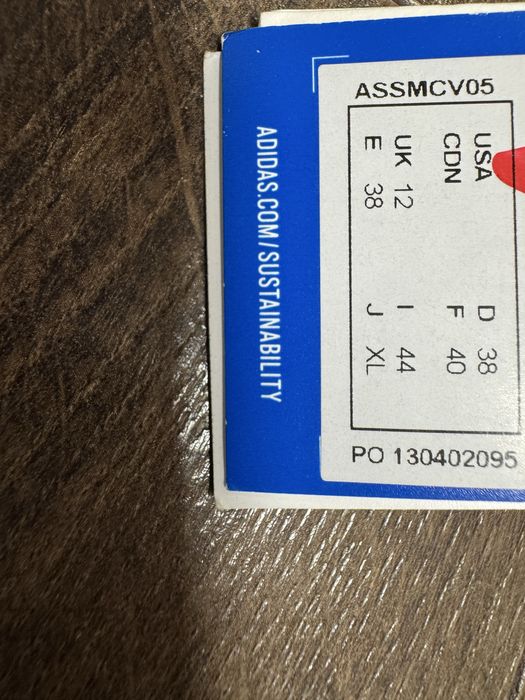 ASSMCV05
USA
CDN
UK 12
E 38
D 38
F 40
I 44
J XL
PO 130402095
ADIDAS.COM/SUSTAINABILITY